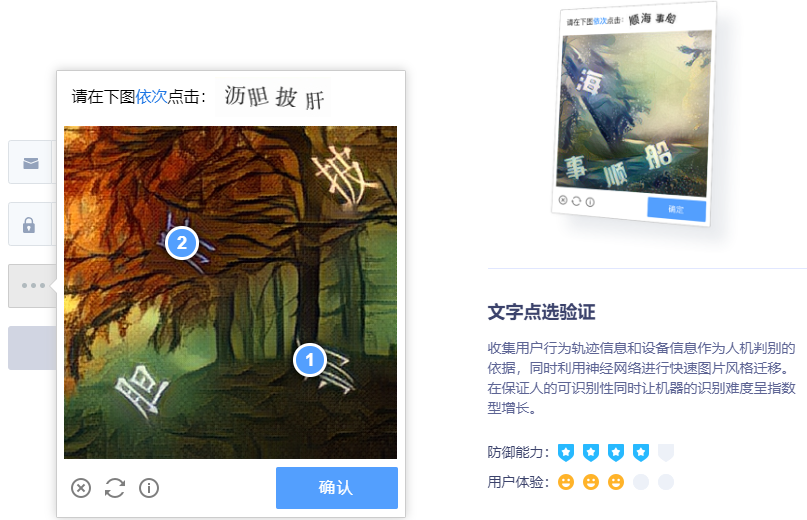 请在下图依次点击：沥胆 披 肝
披
2
1
胆
确认
请在下图依次点击：顺海 事船
海
事 顺 船
确定
文字点选验证
收集用户行为轨迹信息和设备信息作为人机判别的
依据，同时利用神经网络进行快速图片风格迁移。
在保证人的可识别性同时让机器的识别难度呈指数
型增长。
防御能力：
用户体验：